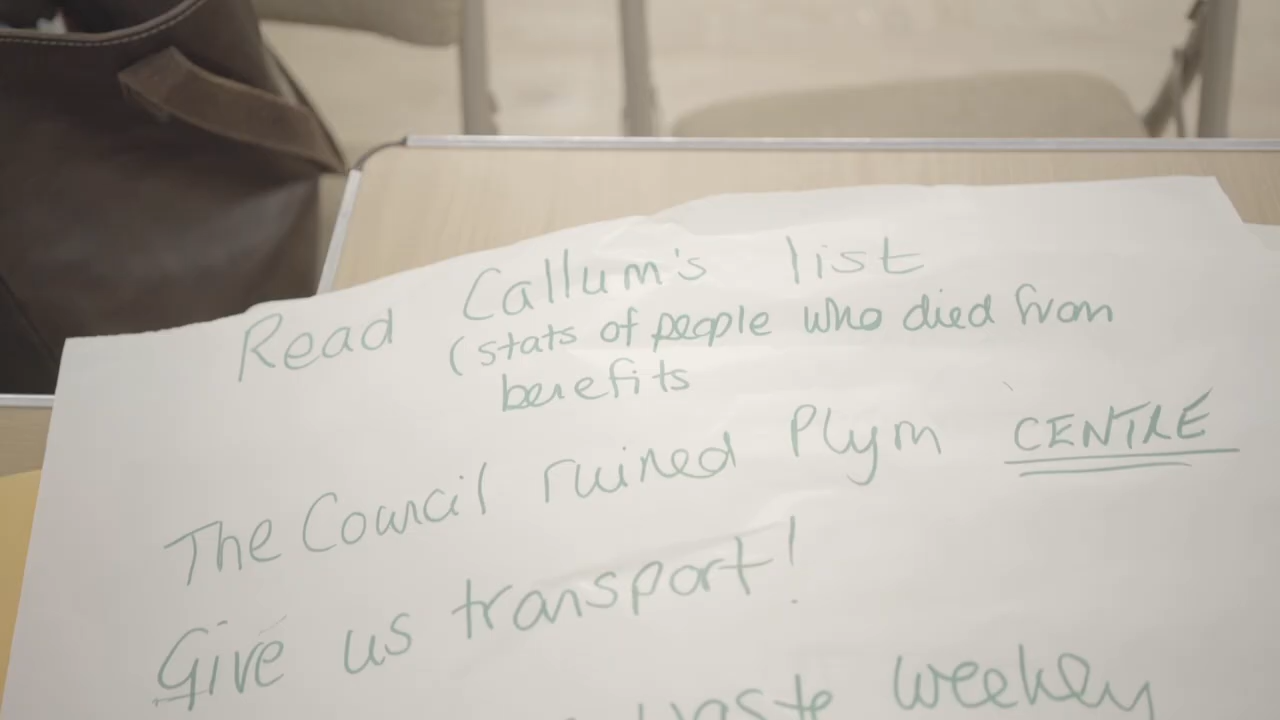 Read Callum's list
(stats of people who died from
benefits
The Council ruined Plym CENTRE
Give us transport!
waste weekly